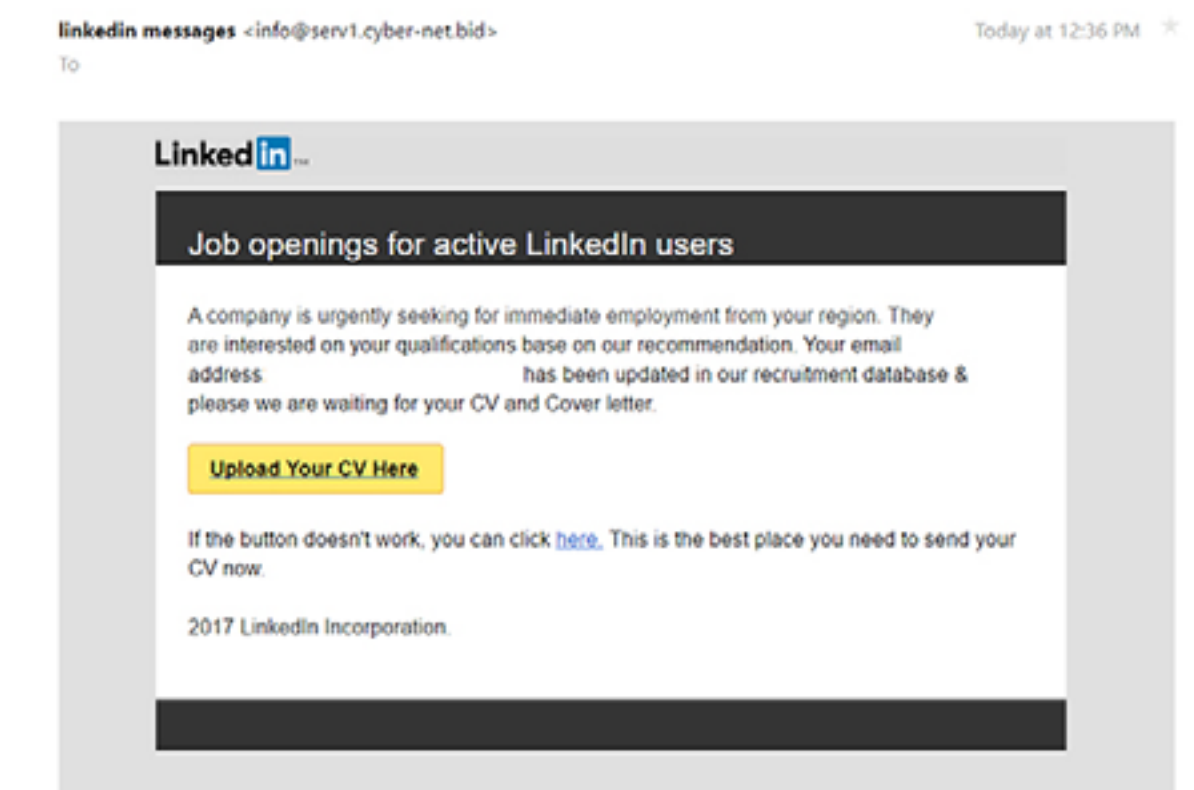 linkedin messages <info@serv1.cyber-net.bid>
Today at 12:36 PM
To
Linkedin
Job openings for active LinkedIn users
A company is urgently seeking for immediate employment from your region. They
are interested on your qualifications base on our recommendation. Your email
address has been updated in our recruitment database &
please we are waiting for your CV and Cover letter.
Upload Your CV Here
If the button doesn't work, you can click here. This is the best place you need to send your
CV now.
2017 LinkedIn Incorporation.